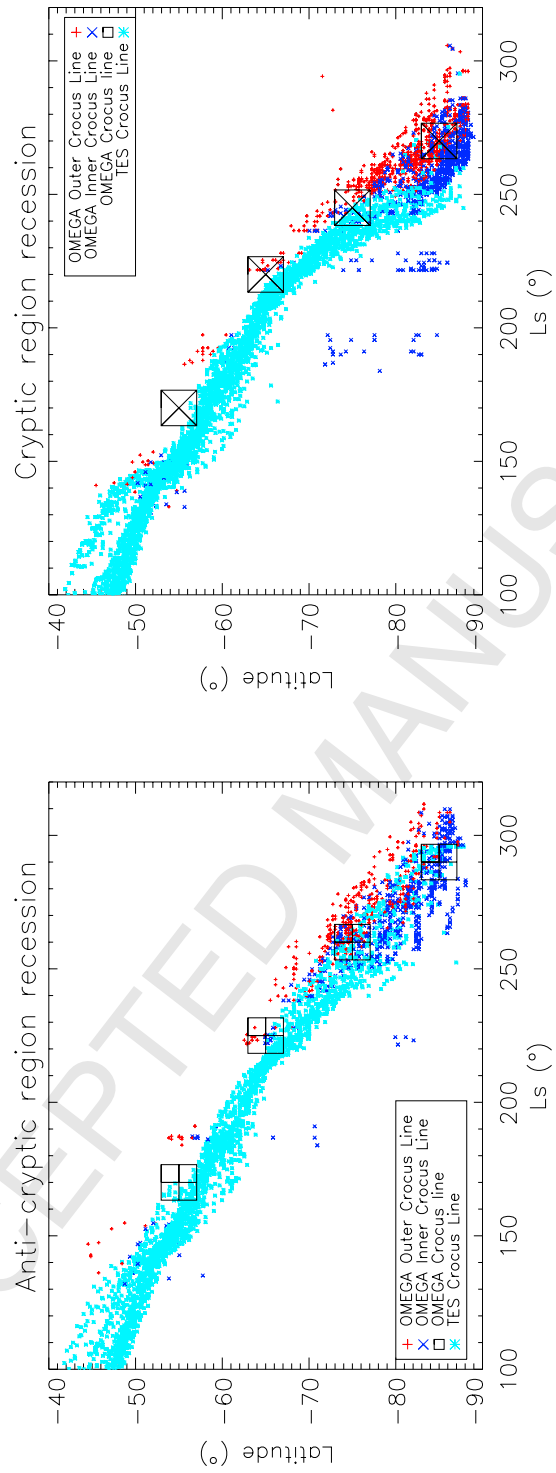 Anti-cryptic region recession
-40
-50
-60
-70
-80
-90
Latitude (°)
100
150
200
250
300
Ls (°)
OMEGA Outer Crocus Line
OMEGA Inner Crocus Line
OMEGA Crocus line
TES Crocus Line
Cryptic region recession
-40
-50
-60
-70
-80
-90
Latitude (°)
100
150
200
250
300
Ls (°)
OMEGA Outer Crocus Line
OMEGA Inner Crocus Line
OMEGA Crocus line
TES Crocus Line
CEPTED MANUS